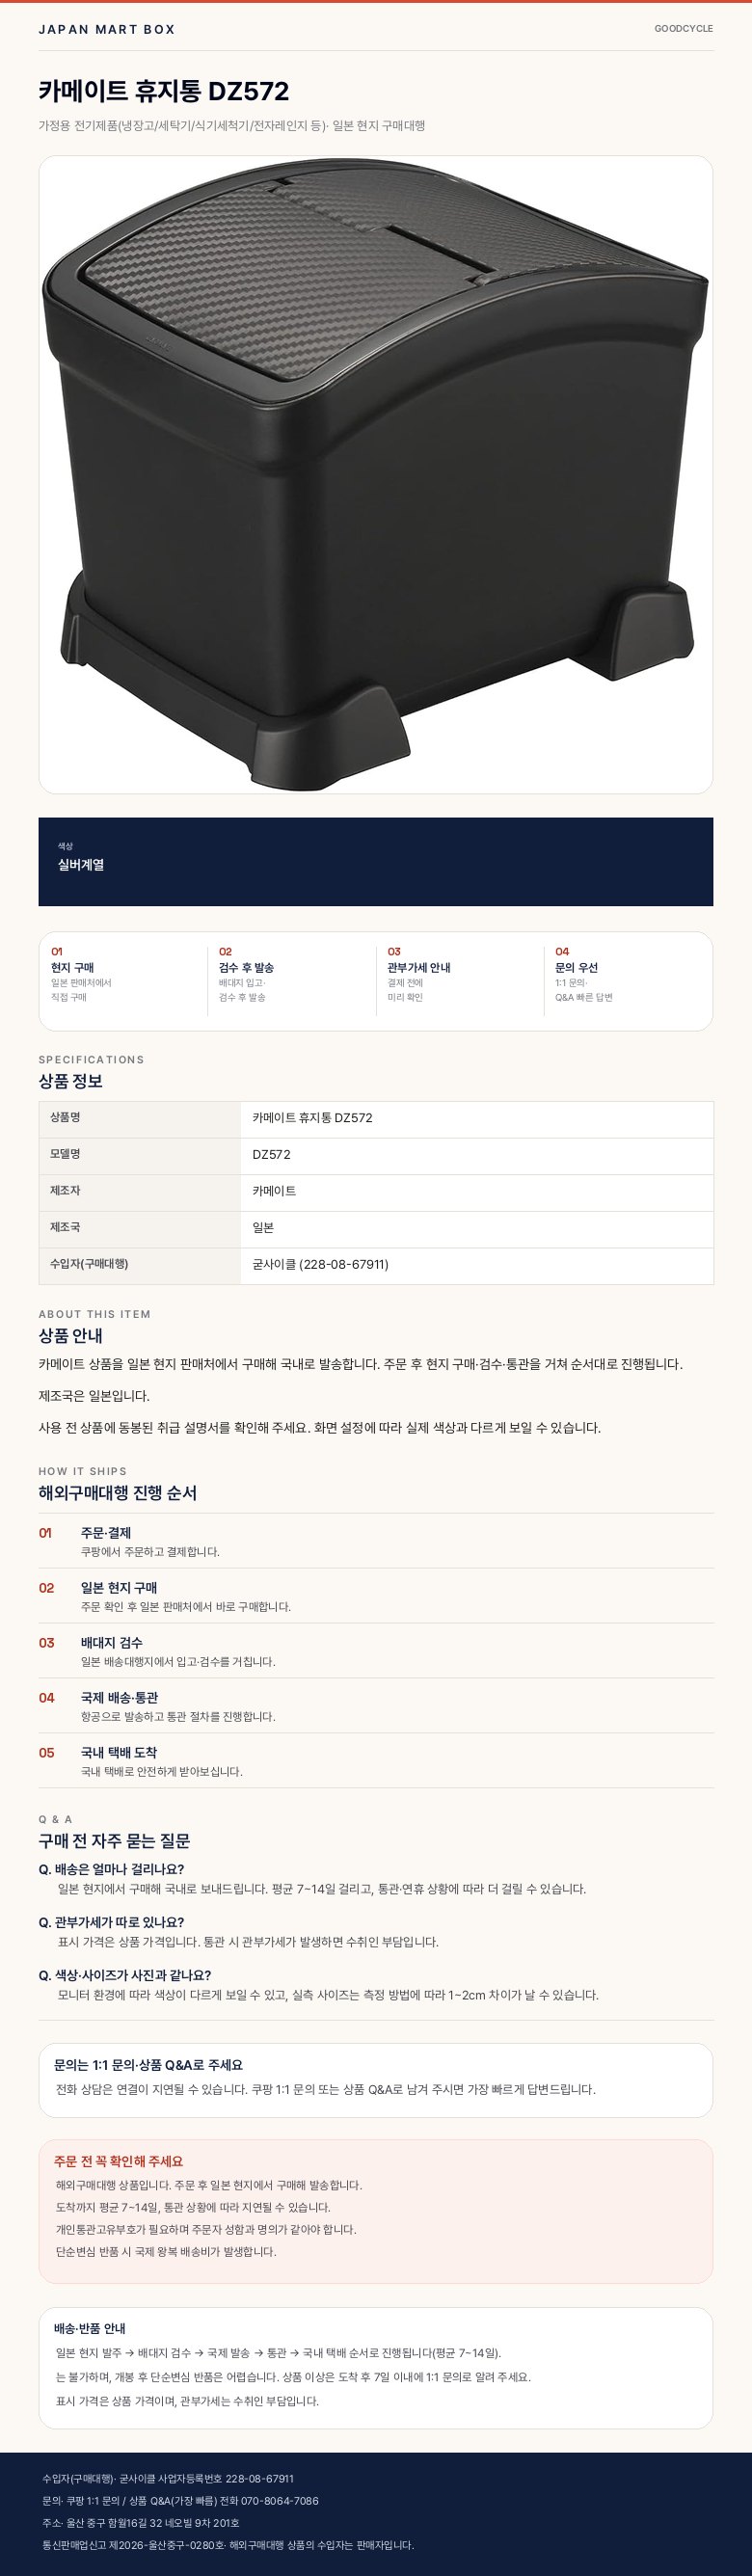 JAPAN MART BOX
GOODCYCLE
카메이트 휴지통 DZ572
가정용 전기제품(냉장고/세탁기/식기세척기/전자레인지 등)· 일본 현지 구매대행
색상
실버계열
01
현지 구매
일본 판매처에서
직접 구매
02
검수 후 발송
배대지 입고·
검수 후 발송
03
관부가세 안내
결제 전에
미리 확인
04
문의 우선
1:1 문의·
Q&A 빠른 답변
SPECIFICATIONS
상품 정보
상품명 카메이트 휴지통 DZ572
모델명 DZ572
제조자 카메이트
제조국 일본
수입자(구매대행) 굳사이클 (228-08-67911)
ABOUT THIS ITEM
상품 안내
카메이트 상품을 일본 현지 판매처에서 구매해 국내로 발송합니다. 주문 후 현지 구매·검수·통관을 거쳐 순서대로 진행됩니다.
제조국은 일본입니다.
사용 전 상품에 동봉된 취급 설명서를 확인해 주세요. 화면 설정에 따라 실제 색상과 다르게 보일 수 있습니다.
HOW IT SHIPS
해외구매대행 진행 순서
01 주문·결제
쿠팡에서 주문하고 결제합니다.
02 일본 현지 구매
주문 확인 후 일본 판매처에서 바로 구매합니다.
03 배대지 검수
일본 배송대행지에서 입고·검수를 거칩니다.
04 국제 배송·통관
항공으로 발송하고 통관 절차를 진행합니다.
05 국내 택배 도착
국내 택배로 안전하게 받아보십니다.
Q & A
구매 전 자주 묻는 질문
Q. 배송은 얼마나 걸리나요?
일본 현지에서 구매해 국내로 보내드립니다. 평균 7~14일 걸리고, 통관·연휴 상황에 따라 더 걸릴 수 있습니다.
Q. 관부가세가 따로 있나요?
표시 가격은 상품 가격입니다. 통관 시 관부가세가 발생하면 수취인 부담입니다.
Q. 색상·사이즈가 사진과 같나요?
모니터 환경에 따라 색상이 다르게 보일 수 있고, 실측 사이즈는 측정 방법에 따라 1~2cm 차이가 날 수 있습니다.
문의는 1:1 문의·상품 Q&A로 주세요
전화 상담은 연결이 지연될 수 있습니다. 쿠팡 1:1 문의 또는 상품 Q&A로 남겨 주시면 가장 빠르게 답변드립니다.
주문 전 꼭 확인해 주세요
해외구매대행 상품입니다. 주문 후 일본 현지에서 구매해 발송합니다.
도착까지 평균 7~14일, 통관 상황에 따라 지연될 수 있습니다.
개인통관고유부호가 필요하며 주문자 성함과 명의가 같아야 합니다.
단순변심 반품 시 국제 왕복 배송비가 발생합니다.
배송·반품 안내
일본 현지 발주 → 배대지 검수 → 국제 발송 → 통관 → 국내 택배 순서로 진행됩니다(평균 7~14일).
는 불가하며, 개봉 후 단순변심 반품은 어렵습니다. 상품 이상은 도착 후 7일 이내에 1:1 문의로 알려 주세요.
표시 가격은 상품 가격이며, 관부가세는 수취인 부담입니다.
수입자(구매대행)· 굳사이클 사업자등록번호 228-08-67911
문의· 쿠팡 1:1 문의 / 상품 Q&A(가장 빠름) 전화 070-8064-7086
주소· 울산 중구 함월16길 32 네오빌 9차 201호
통신판매업신고 제2026-울산중구-0280호· 해외구매대행 상품의 수입자는 판매자입니다.